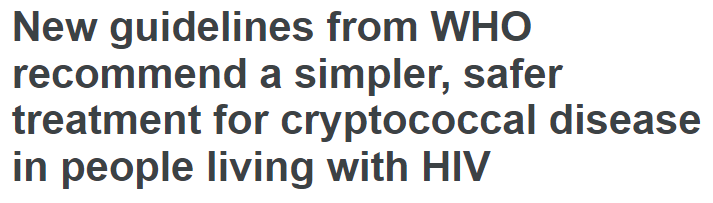 New guidelines from WHO
recommend a simpler, safer
treatment for cryptococcal disease
in people living with HIV